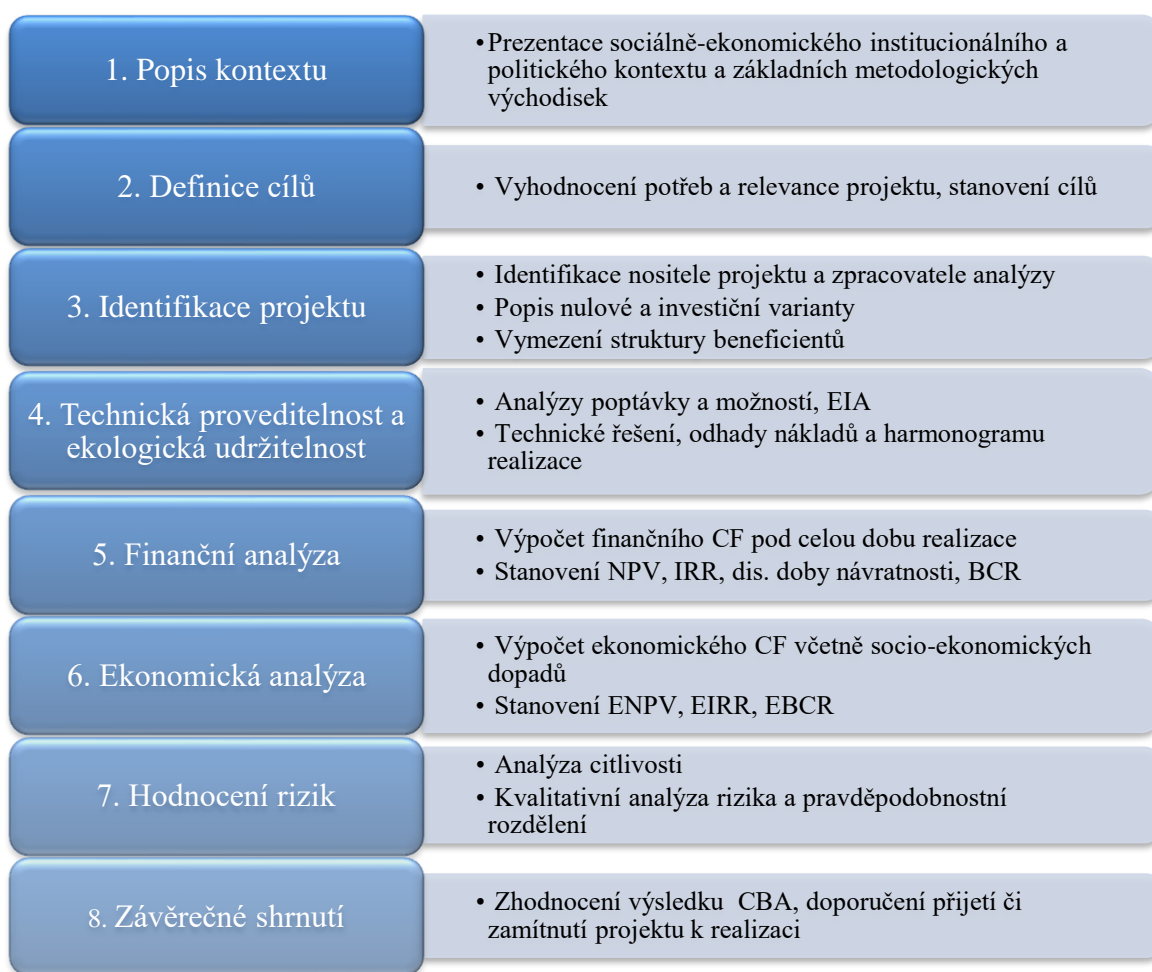 1. Popis kontextu
•Prezentace sociálně-ekonomického institucionálního a
politického kontextu a základních metodologických
východisek
2. Definice cílů
• Vyhodnocení potřeb a relevance projektu, stanovení cílů
3. Identifikace projektu
• Identifikace nositele projektu a zpracovatele analýzy
• Popis nulové a investiční varianty
• Vymezení struktury beneficientů
4. Technická proveditelnost a
ekologická udržitelnost
• Analýzy poptávky a možností, EIA
• Technické řešení, odhady nákladů a harmonogramu
realizace
5. Finanční analýza
• Výpočet finančního CF pod celou dobu realizace
• Stanovení NPV, IRR, dis. doby návratnosti, BCR
6. Ekonomická analýza
• Výpočet ekonomického CF včetně socio-ekonomických
dopadů
• Stanovení ENPV, EIRR, EBCR
7. Hodnocení rizik
• Analýza citlivosti
• Kvalitativní analýza rizika a pravděpodobnostní
rozdělení
8. Závěrečné shrnutí
• Zhodnocení výsledku CBA, doporučení přijetí či
zamítnutí projektu k realizaci